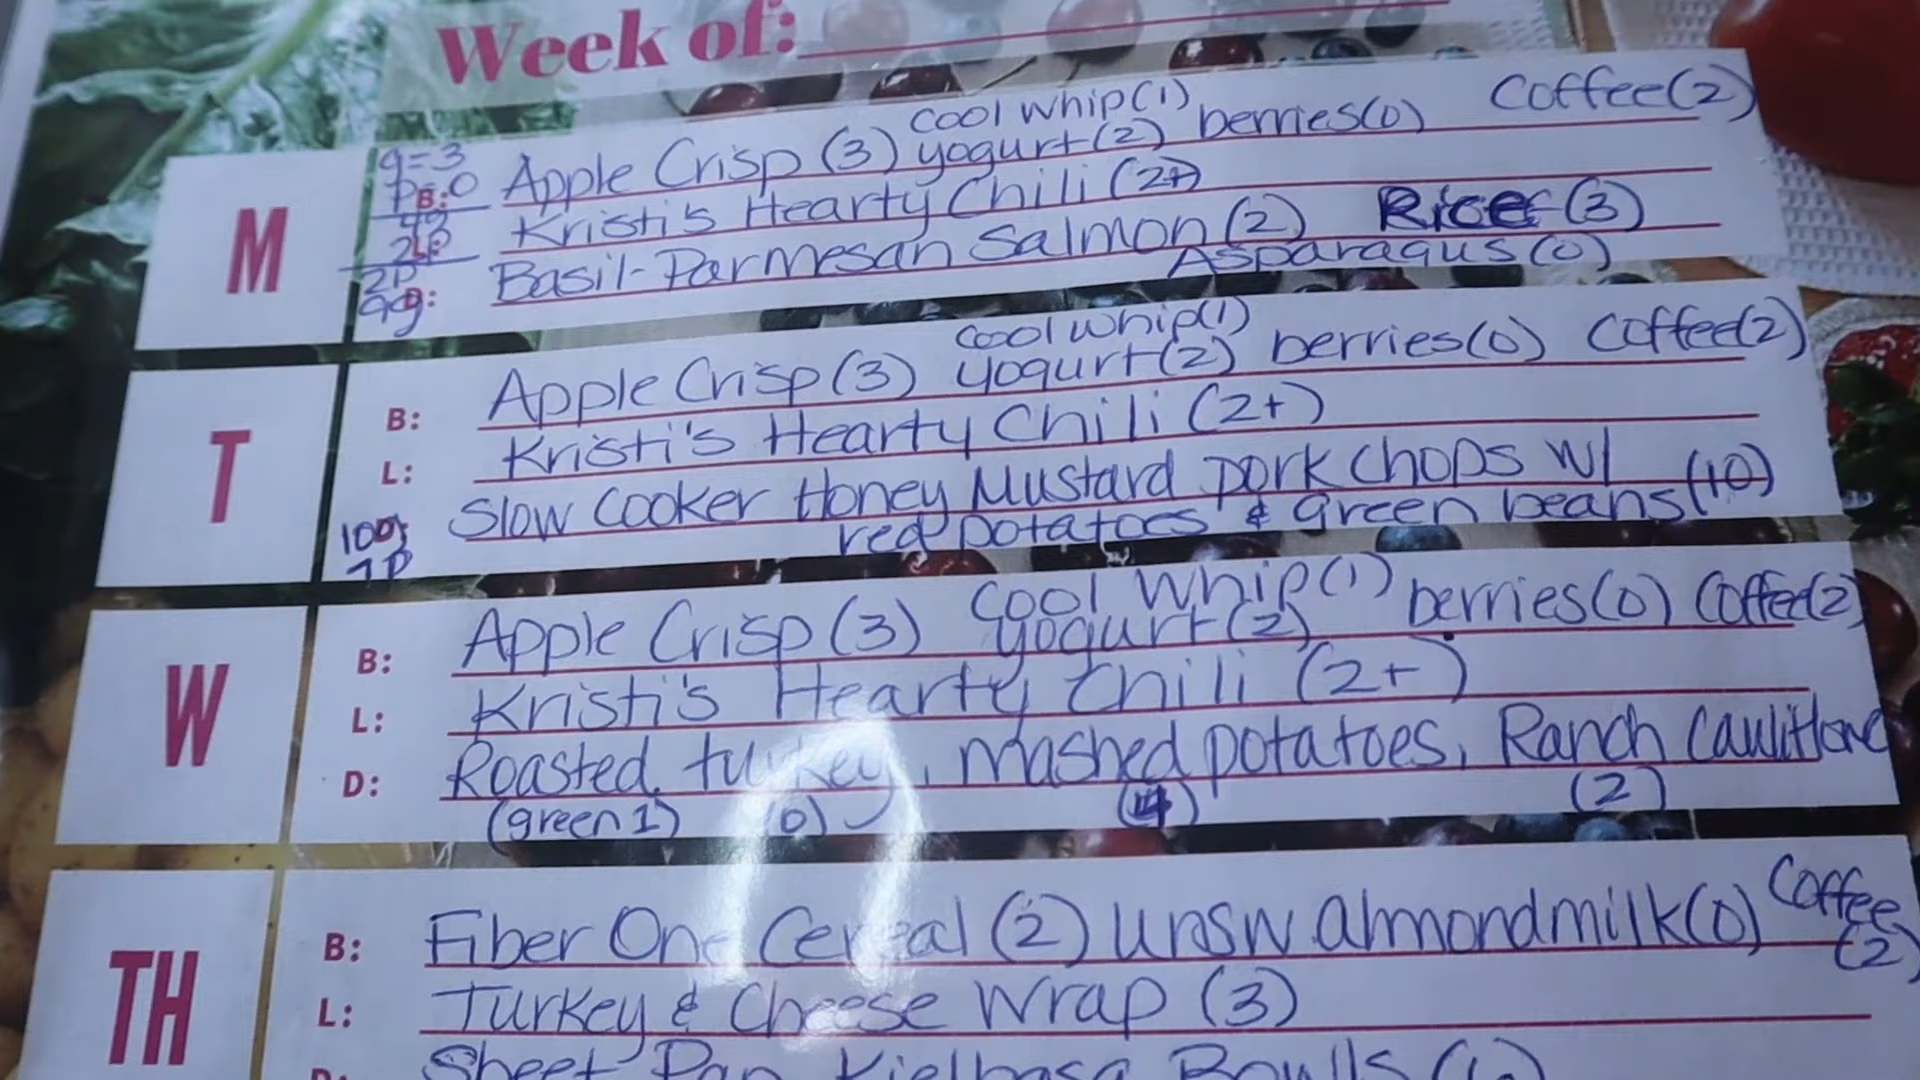 Week of:
M
g=3
p=0
B:
Apple Crisp (3) cool whip(1) yogurt(2) berries(0) Coffee(2)
Kristi's Hearty Chili (2+)
2P
9g
D:
Basil-Parmesan Salmon (2) Rice (3)
Asparagus (0)
T
cool whip(1)
B: Apple Crisp (3) yogurt(2) berries(0) Coffee(2)
L: Kristi's Hearty Chili (2+)
Slow Cooker Honey Mustard pork chops w/
red potatoes & green beans (10)
7P
W
Cool Whip(1)
B: Apple Crisp (3) yogurt(2) berries(0) Coffee(2)
L: Kristi's Hearty Chili (2+)
D: Roasted turkey, mashed potatoes, Ranch
(green 1) (0) (4) (2)
TH
B: Fiber One Cereal (2) unsw almondmilk(0) Coffee (2)
L: Turkey & Cheese Wrap (3)
Sheet Pan Kielbasa